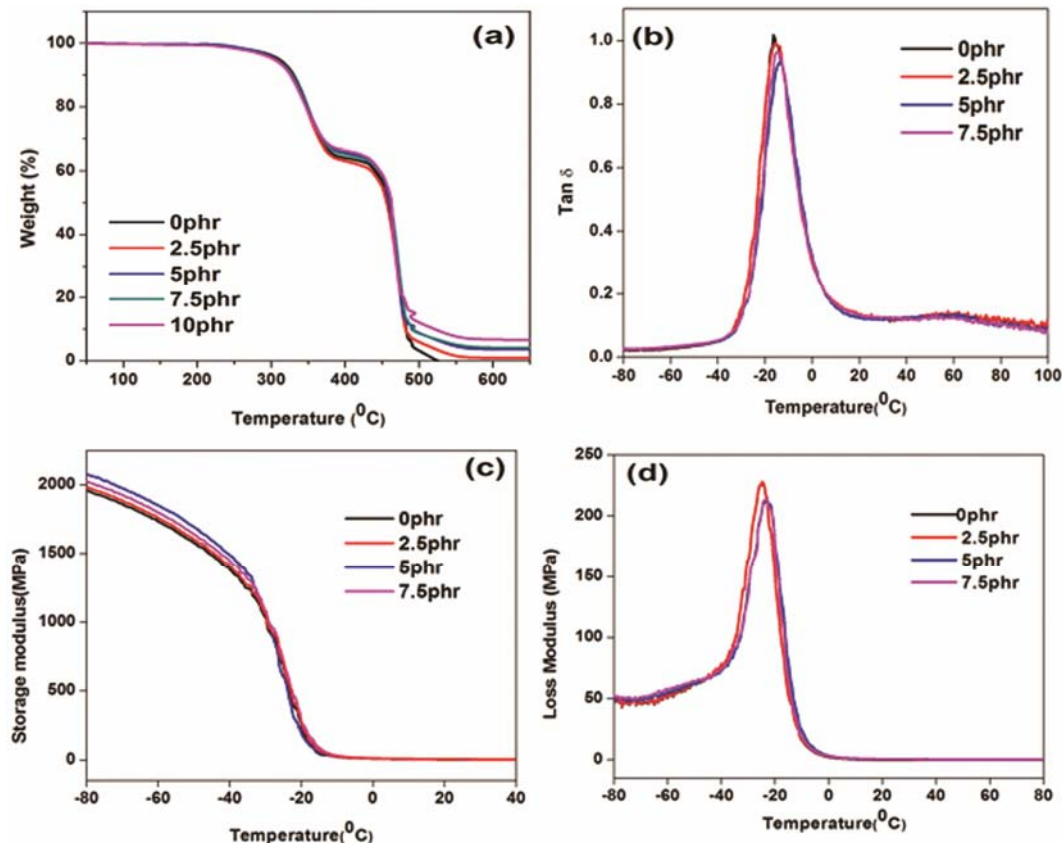 (a)
100
80
60
40
20
0
Weight (%)
0phr
2.5phr
5phr
7.5phr
10phr
100 200 300 400 500 600
Temperature (⁰C)
(b)
1.0
0.8
0.6
0.4
0.2
0.0
Tan δ
0phr
2.5phr
5phr
7.5phr
-80 -60 -40 -20 0 20 40 60 80 100
Temperature(⁰C)
(c)
2000
1500
1000
500
0
Storage modulus(MPa)
0phr
2.5phr
5phr
7.5phr
-80 -60 -40 -20 0 20 40
Temperature(⁰C)
(d)
250
200
150
100
50
0
Loss Modulus (MPa)
0phr
2.5phr
5phr
7.5phr
-80 -60 -40 -20 0 20 40 60 80
Temperature(⁰C)